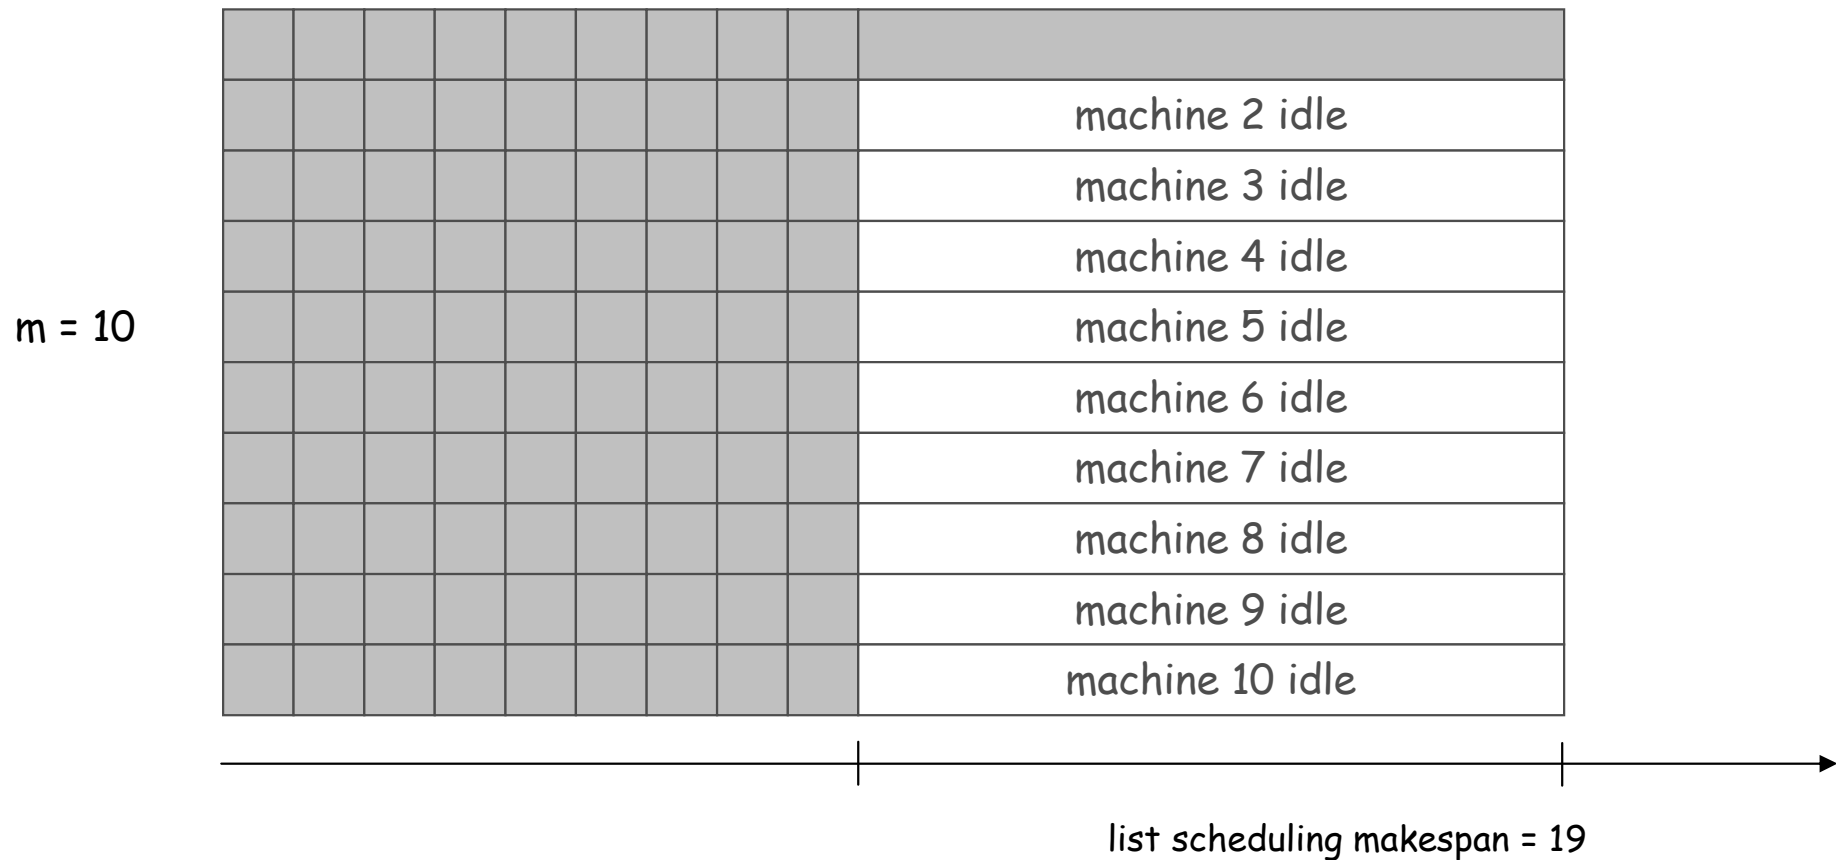 machine 2 idle
machine 3 idle
machine 4 idle
m = 10
machine 5 idle
machine 6 idle
machine 7 idle
machine 8 idle
machine 9 idle
machine 10 idle
list scheduling makespan = 19